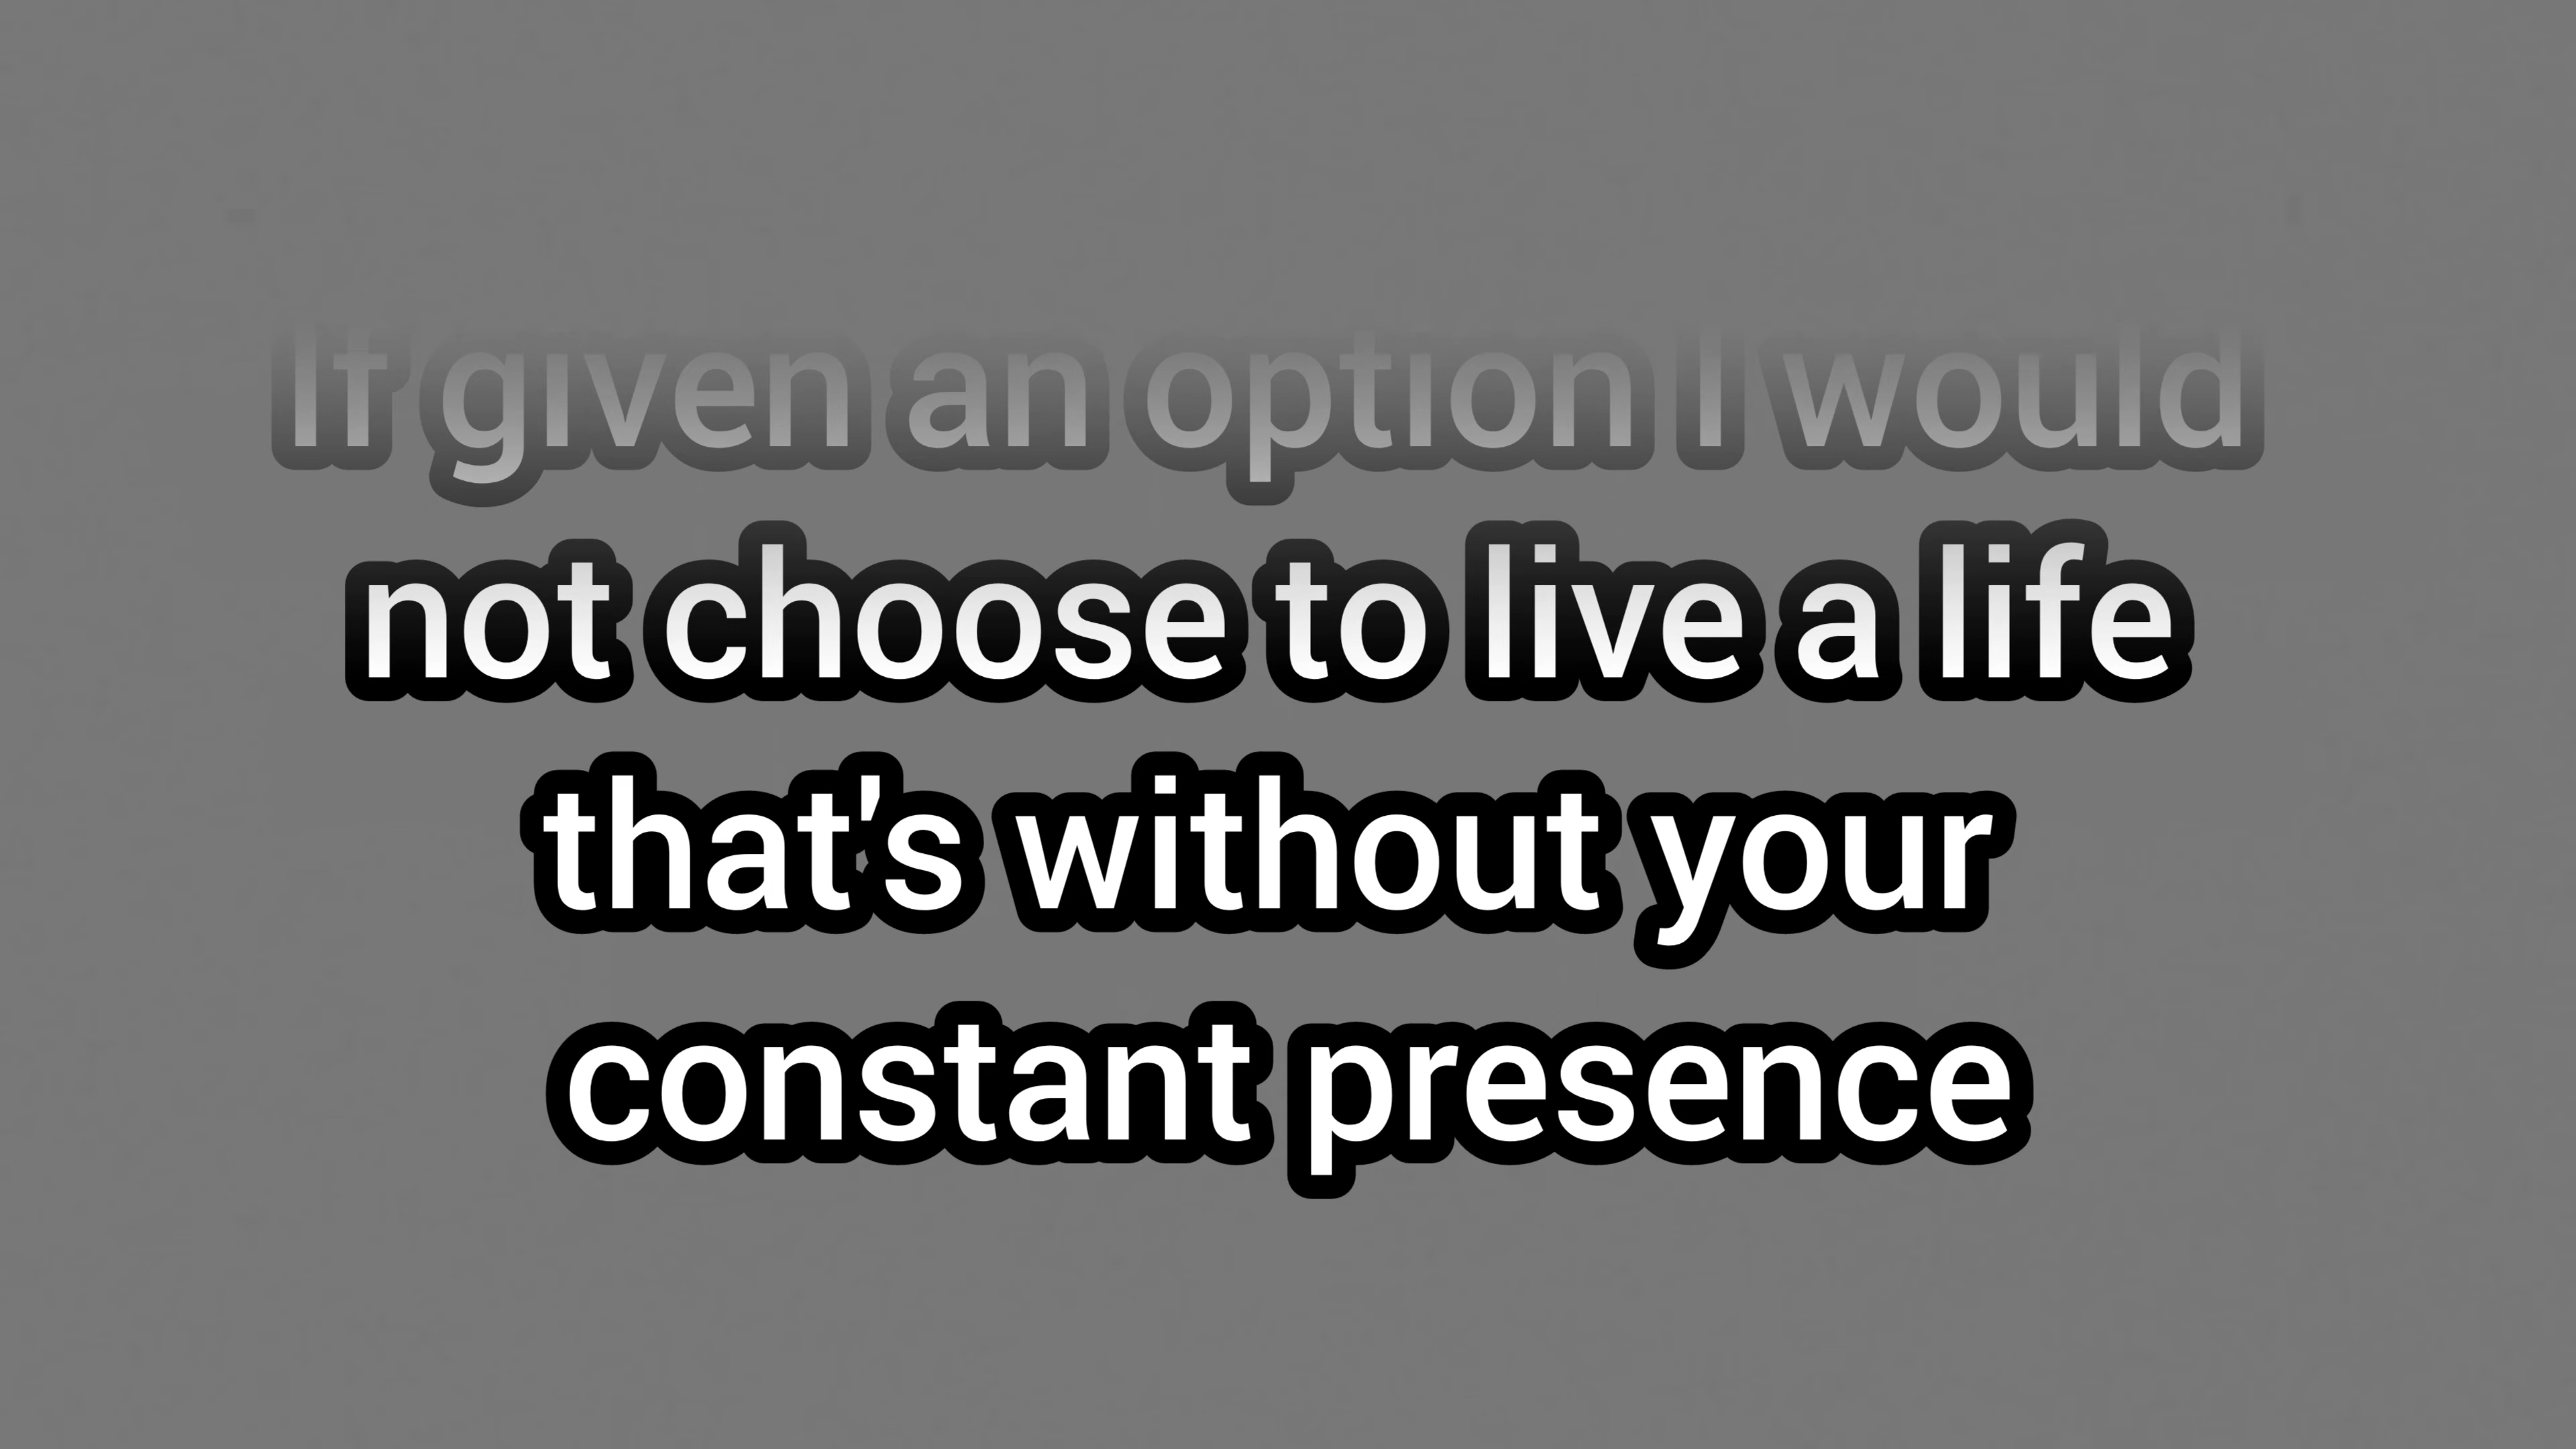 If given an option I would
not choose to live a life
that's without your
constant presence